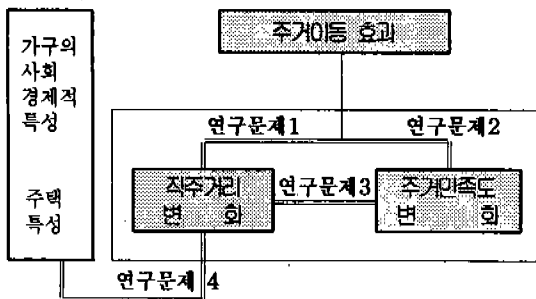 가구의
사회
경제적
특성
주택
특성
주거이동 효과
연구문제1
연구문제2
직주거리
변 화
연구문제3
주거만족도
변 화
연구문제 4